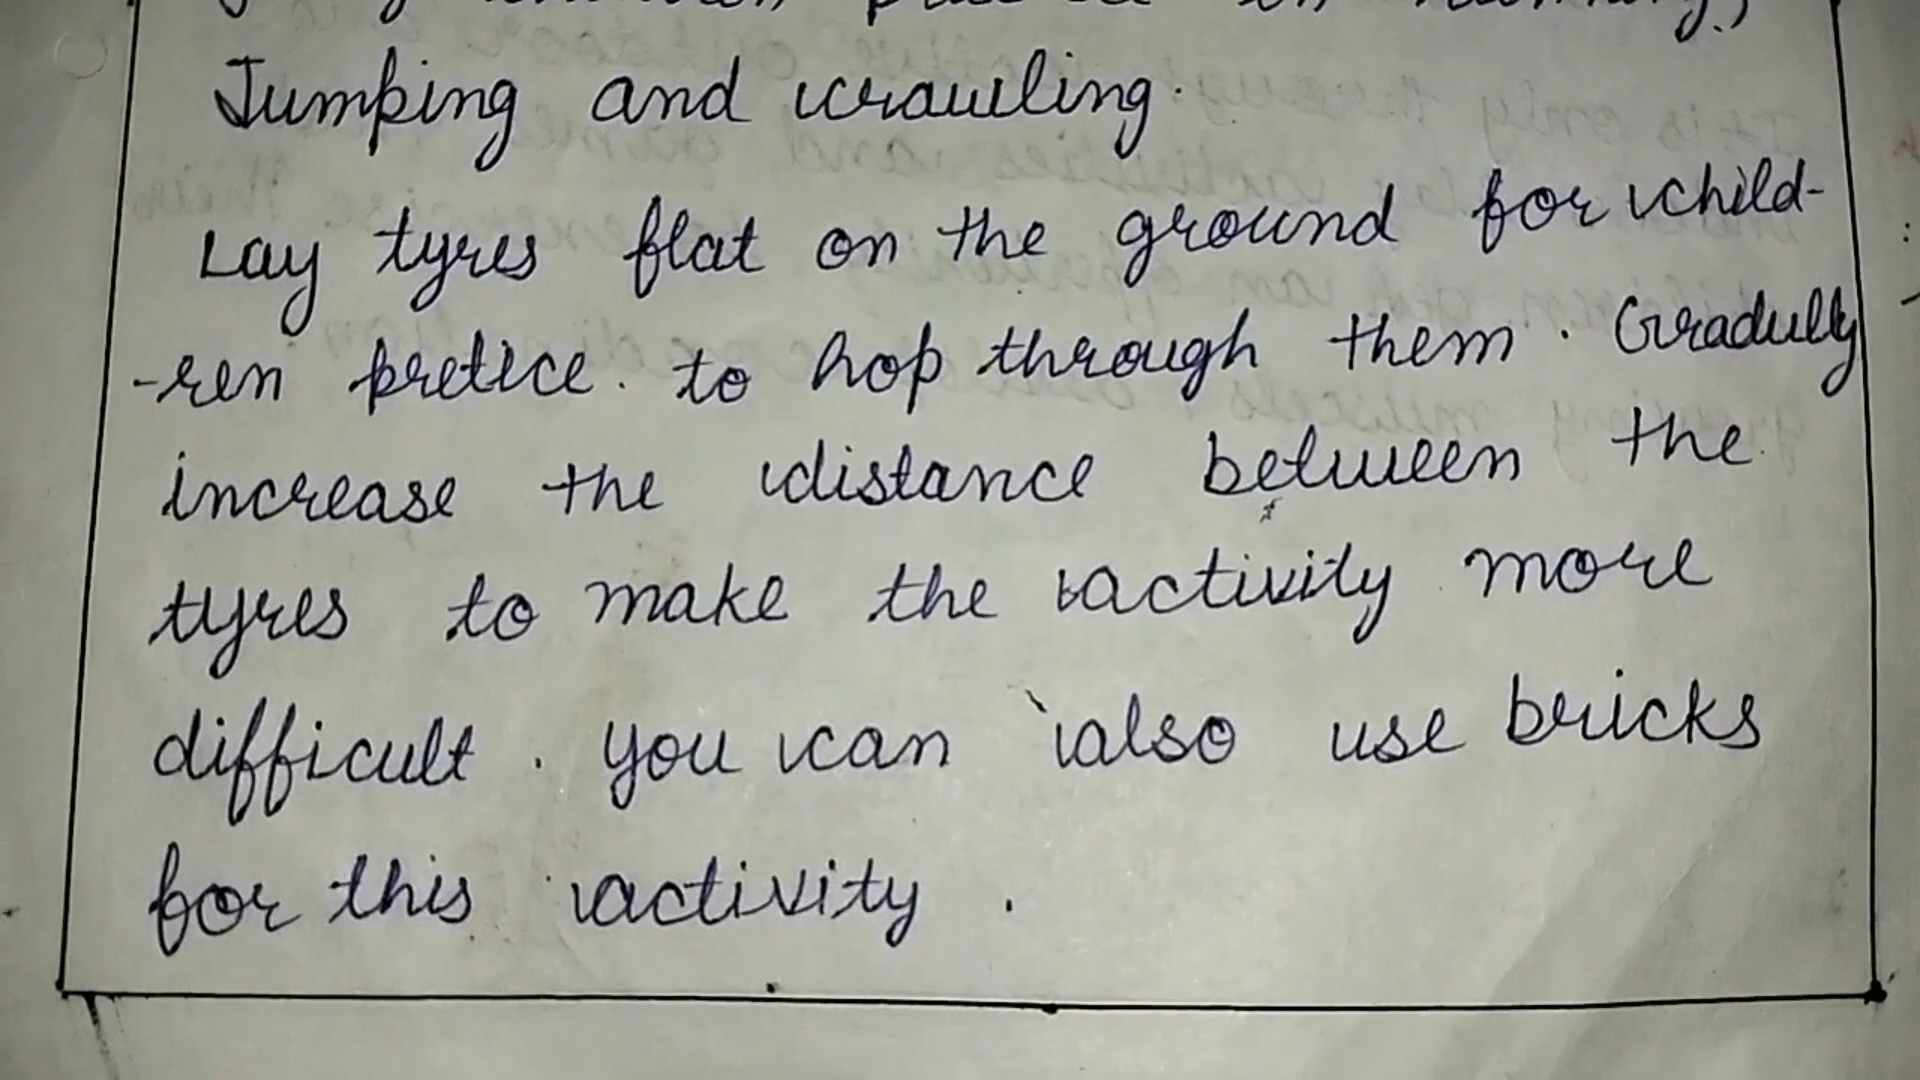 children
Jumping and crawling.
Lay tyres flat on the ground for child-
-ren pretice. to hop through them. Gradully
increase the distance between the
tyres to make the activity more
difficult. you can also use bricks
for this activity.